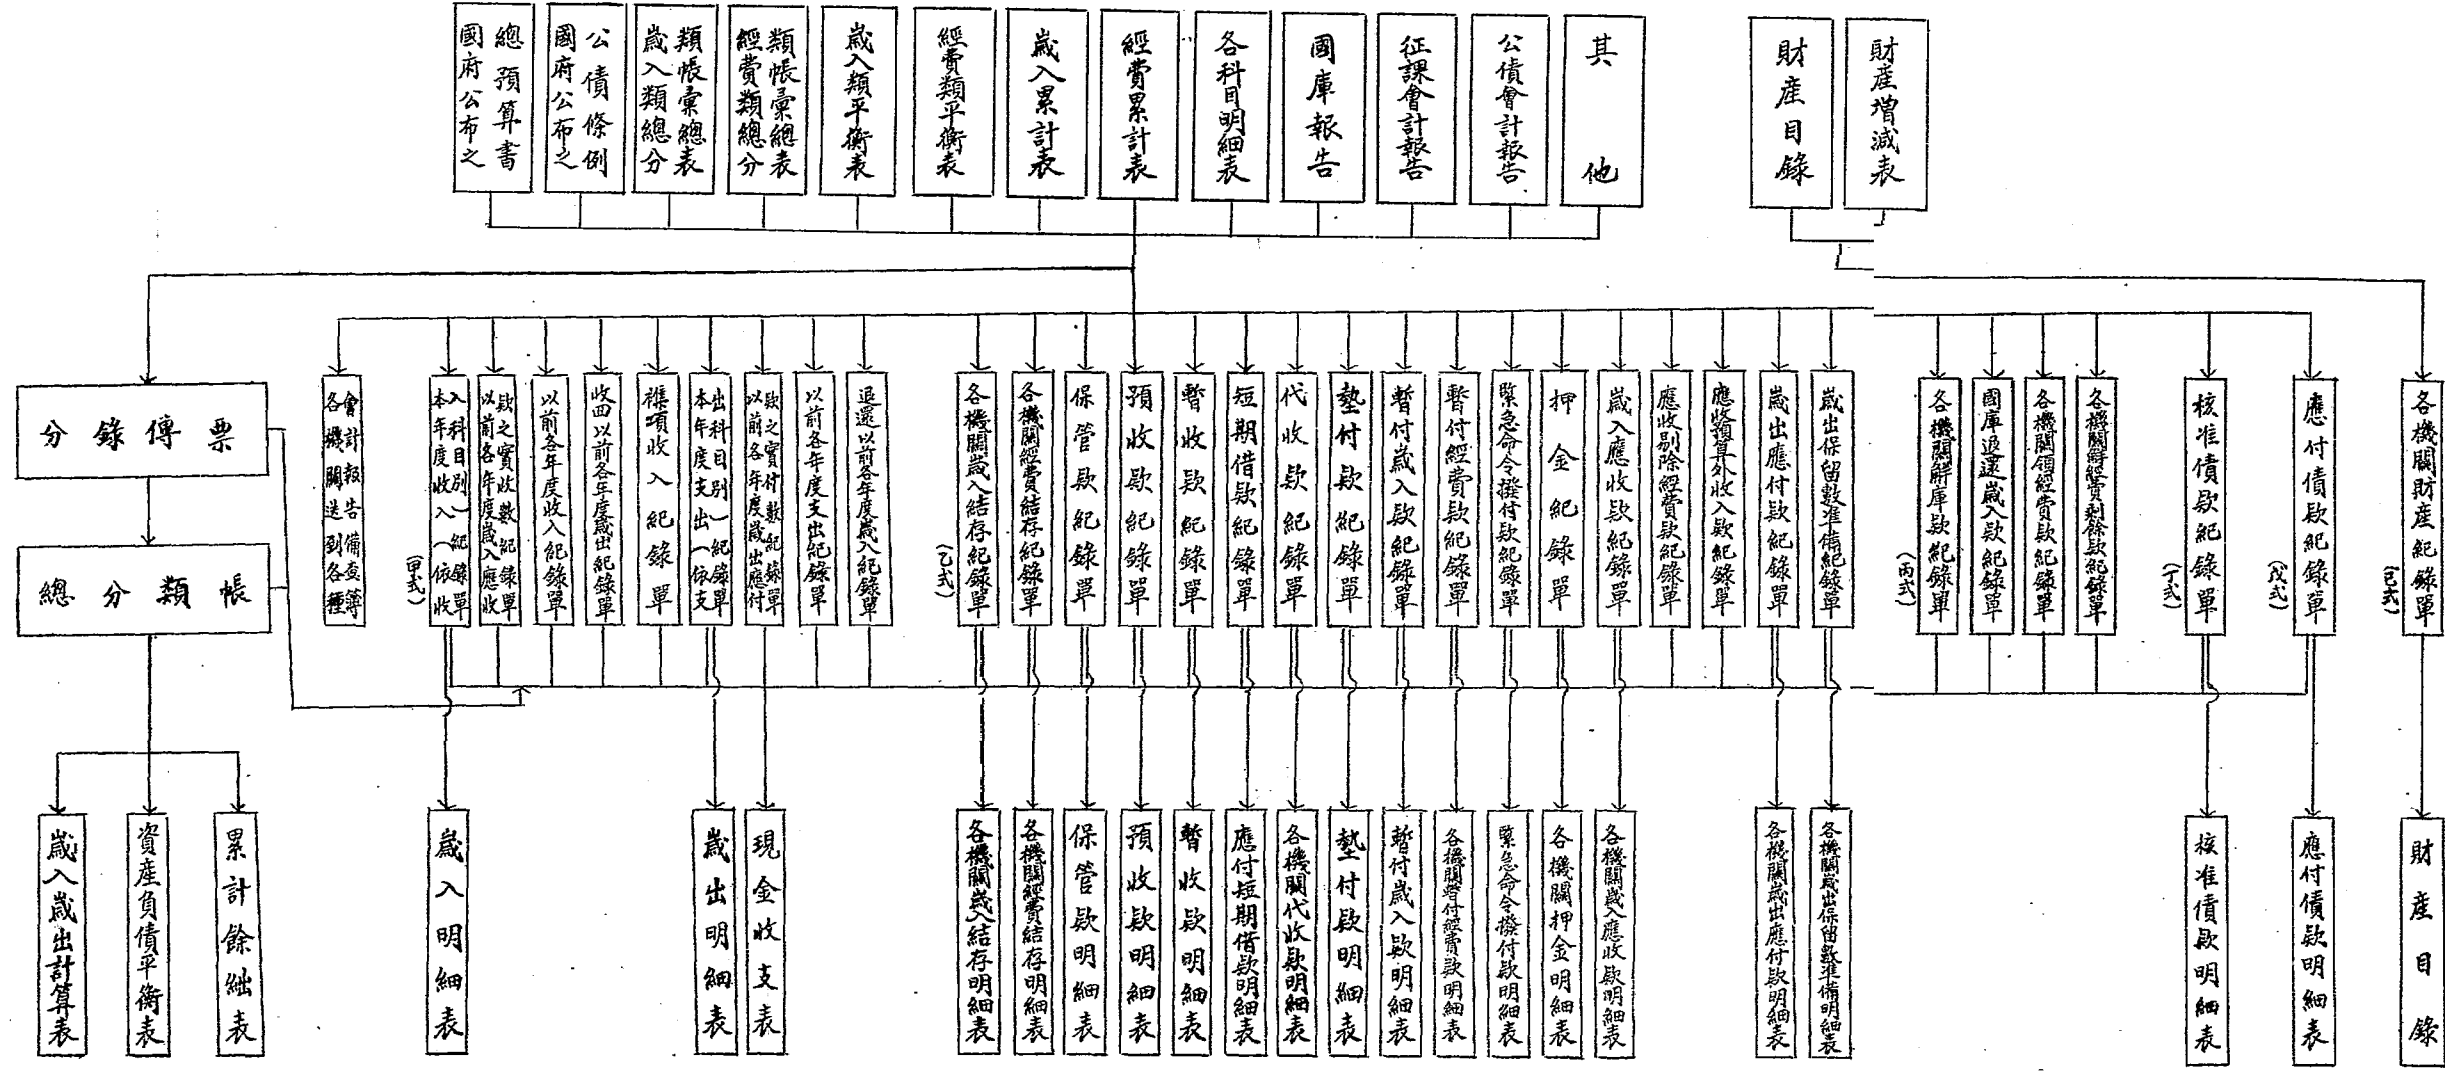 國府公布之
總預算書
國府公布之
公債條例
歲入類總分
類帳彙總表
經費類總分
類帳彙總表
歲入類平衡表
經費類平衡表
歲入累計表
經費累計表
各科目明細表
國庫報告
征課會計報告
公債會計報告
其他
財產目錄
財產增減表
分錄傳票
總分類帳
各機關送到各種
會計報告備查簿
本年度收入(依收
入科目別)紀錄單
(甲式)
以前各年度歲入應收
款之實收數紀錄單
以前各年度收入紀錄單
收回以前各年度歲出紀錄單
雜項收入紀錄單
本年度支出(依支
出科目別)紀錄單
以前各年度歲出應付
款之實付數紀錄單
以前各年度支出紀錄單
退還以前各年度歲入紀錄單
各機關歲入結存紀錄單
(乙式)
各機關經費結存紀錄單
保管款紀錄單
預收款紀錄單
暫收款紀錄單
短期借款紀錄單
代收款紀錄單
墊付款紀錄單
暫付歲入款紀錄單
暫付經費款紀錄單
緊急命令撥付款紀錄單
押金紀錄單
歲入應收款紀錄單
應收剔除經費款紀錄單
應收預算外收入款紀錄單
歲出應付款紀錄單
歲出保留數準備紀錄單
各機關解庫款紀錄單
(丙式)
國庫退還歲入款紀錄單
各機關領經費款紀錄單
各機關解經費剩餘款紀錄單
核准債款紀錄單
(丁式)
應付債款紀錄單
(戊式)
各機關財產紀錄單
(己式)
歲入歲出計算表
資產負債平衡表
累計餘絀表
歲入明細表
歲出明細表
現金收支表
各機關歲入結存明細表
各機關經費結存明細表
保管款明細表
預收款明細表
暫收款明細表
應付短期借款明細表
各機關代收款明細表
墊付款明細表
暫付歲入款明細表
各機關暫付經費款明細表
緊急命令撥付款明細表
各機關押金明細表
各機關歲入應收款明細表
各機關歲出應付款明細表
各機關歲出保留數準備明細表
核准債款明細表
應付債款明細表
財產目錄